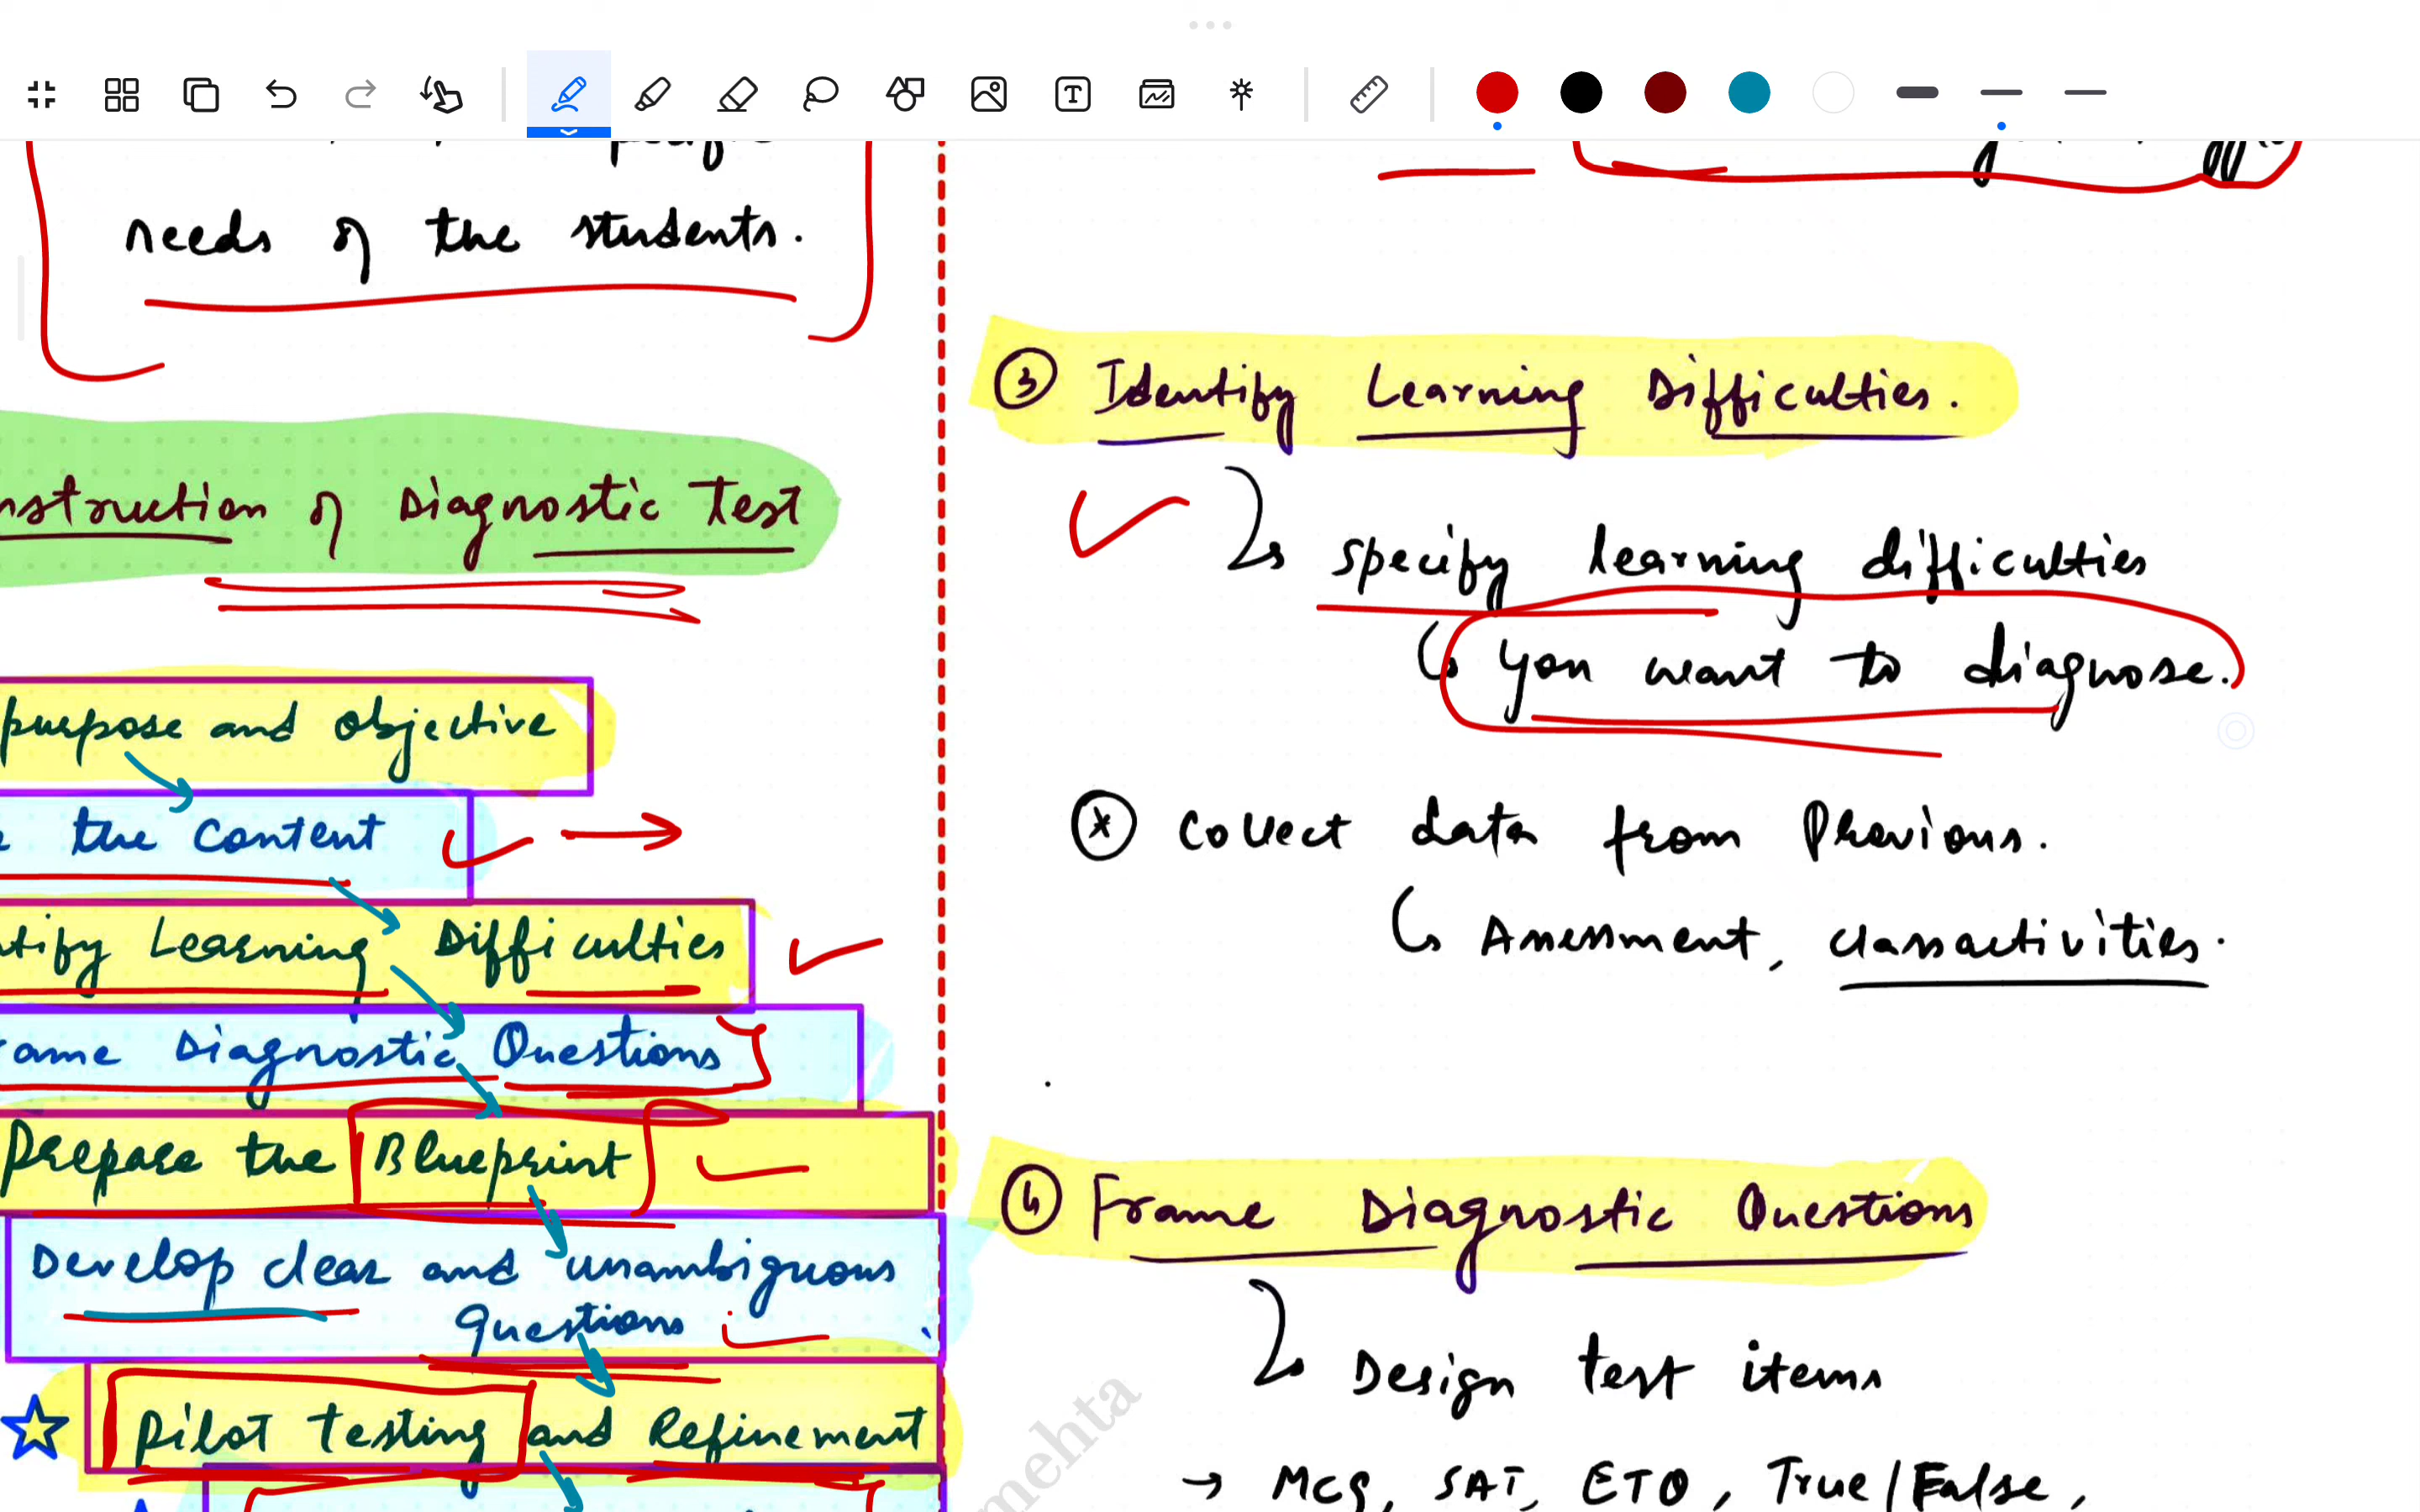 needs of the students.
nstruction of Diagnostic Test
purpose and objective
the Content
tify Learning Difficulties
ame Diagnostic Questions
Prepare the Blueprint
Develop clear and unambiguous
questions
Pilot Testing and Refinement
③ Identify Learning Difficulties.
specify learning difficulties
you want to diagnose.
Collect data from Previous.
Assessment, classactivities.
④ Frame Diagnostic Questions
Design test items
→ MCQ, SAT, ETQ, True/False,
mehta